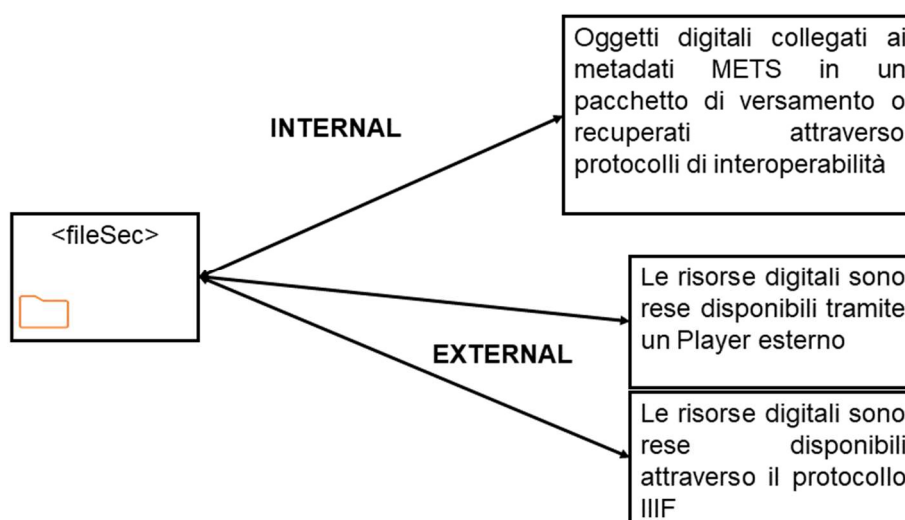 Oggetti digitali collegati ai
metadati METS in un
pacchetto di versamento o
recuperati attraverso
protocolli di interoperabilità
INTERNAL
<fileSec>
Le risorse digitali sono
rese disponibili tramite
un Player esterno
EXTERNAL
Le risorse digitali sono
rese disponibili
attraverso il protocollo
IIIF